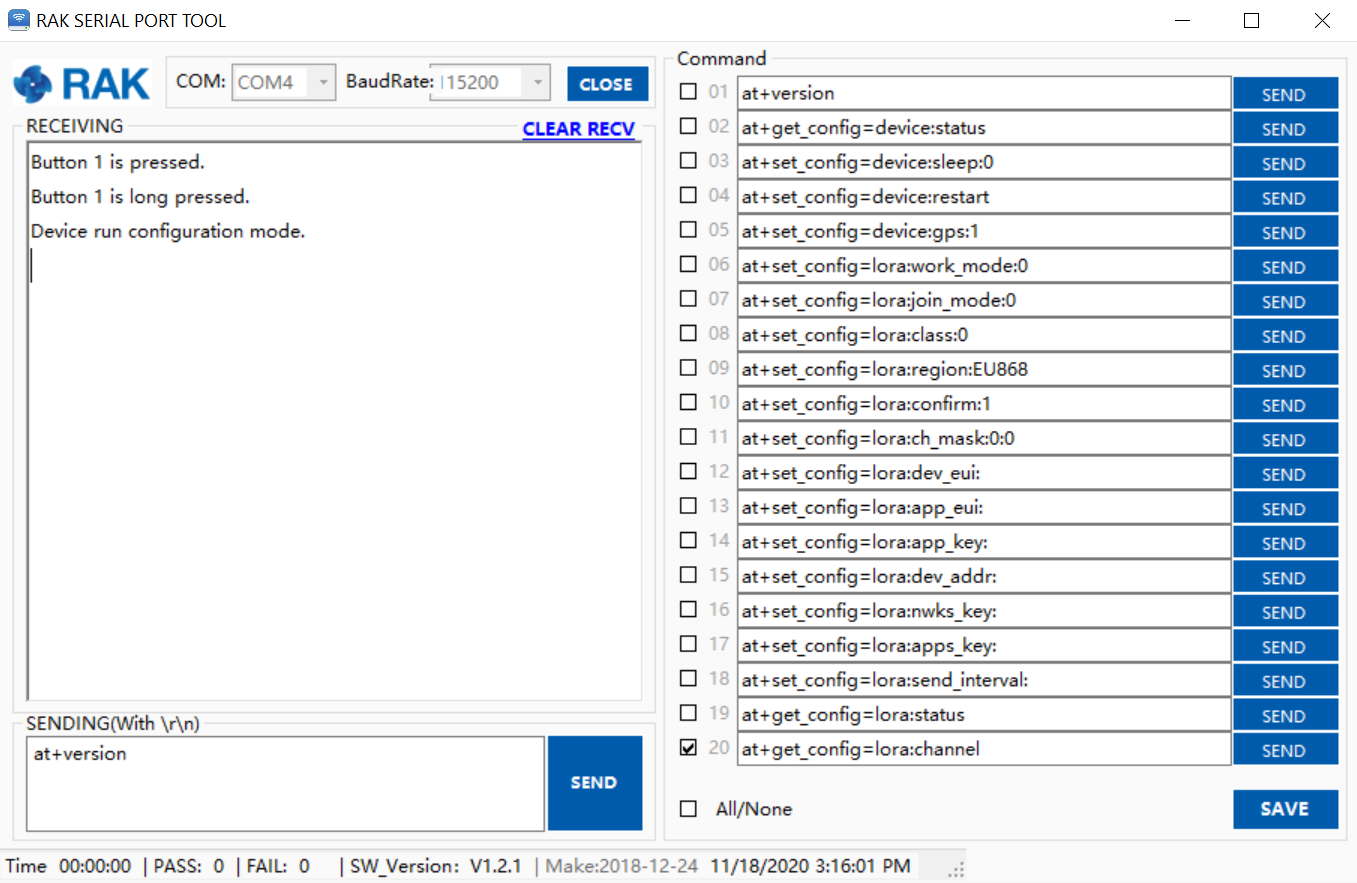 RAK SERIAL PORT TOOL
RAK
COM: COM4 BaudRate: 115200 CLOSE
RECEIVING CLEAR RECV
Button 1 is pressed.
Button 1 is long pressed.
Device run configuration mode.
SENDING(With \r\n)
at+version
SEND
Command
01 at+version SEND
02 at+get_config=device:status SEND
03 at+set_config=device:sleep:0 SEND
04 at+set_config=device:restart SEND
05 at+set_config=device:gps:1 SEND
06 at+set_config=lora:work_mode:0 SEND
07 at+set_config=lora:join_mode:0 SEND
08 at+set_config=lora:class:0 SEND
09 at+set_config=lora:region:EU868 SEND
10 at+set_config=lora:confirm:1 SEND
11 at+set_config=lora:ch_mask:0:0 SEND
12 at+set_config=lora:dev_eui: SEND
13 at+set_config=lora:app_eui: SEND
14 at+set_config=lora:app_key: SEND
15 at+set_config=lora:dev_addr: SEND
16 at+set_config=lora:nwks_key: SEND
17 at+set_config=lora:apps_key: SEND
18 at+set_config=lora:send_interval: SEND
19 at+get_config=lora:status SEND
20 at+get_config=lora:channel SEND
All/None SAVE
Time 00:00:00 | PASS: 0 | FAIL: 0 | SW_Version: V1.2.1 | Make:2018-12-24 11/18/2020 3:16:01 PM